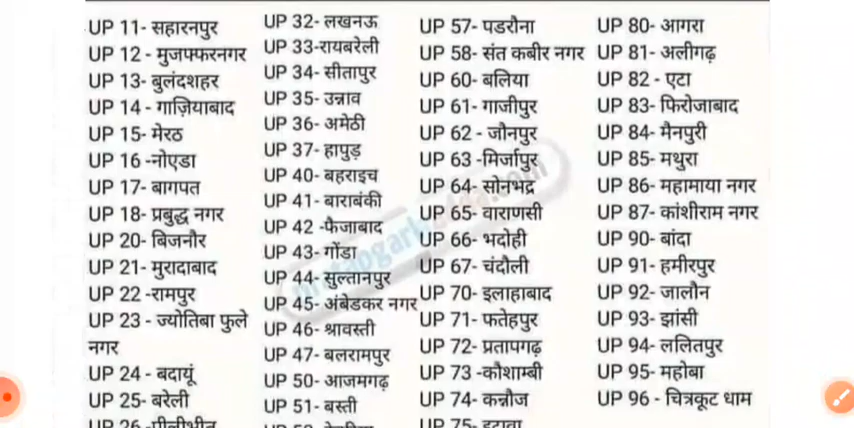 UP 11- सहारनपुर
UP 12 - मुजफ्फरनगर
UP 13- बुलंदशहर
UP 14 - गाज़ियाबाद
UP 15- मेरठ
UP 16 -नोएडा
UP 17- बागपत
UP 18- प्रबुद्ध नगर
UP 20- बिजनौर
UP 21- मुरादाबाद
UP 22 -रामपुर
UP 23 - ज्योतिबा फुले
नगर
UP 24 - बदायूं
UP 25- बरेली
UP 26
UP 32- लखनऊ
UP 33-रायबरेली
UP 34- सीतापुर
UP 35- उन्नाव
UP 36- अमेठी
UP 37- हापुड़
UP 40- बहराइच
UP 41- बाराबंकी
UP 42 -फैजाबाद
UP 43- गोंडा
UP 44- सुल्तानपुर
UP 45- अंबेडकर नगर
UP 46- श्रावस्ती
UP 47- बलरामपुर
UP 50- आजमगढ़
UP 51- बस्ती
UP 57- पडरौना
UP 58- संत कबीर नगर
UP 60- बलिया
UP 61- गाजीपुर
UP 62 - जौनपुर
UP 63 -मिर्जापुर
UP 64- सोनभद्र
UP 65- वाराणसी
UP 66- भदोही
UP 67- चंदौली
UP 70- इलाहाबाद
UP 71- फतेहपुर
UP 72- प्रतापगढ़
UP 73 -कौशाम्बी
UP 74- कन्नौज
UP 75- इटावा
UP 80- आगरा
UP 81- अलीगढ़
UP 82 - एटा
UP 83- फिरोजाबाद
UP 84- मैनपुरी
UP 85- मथुरा
UP 86- महामाया नगर
UP 87- कांशीराम नगर
UP 90- बांदा
UP 91- हमीरपुर
UP 92- जालौन
UP 93- झांसी
UP 94- ललितपुर
UP 95- महोबा
UP 96 - चित्रकूट धाम